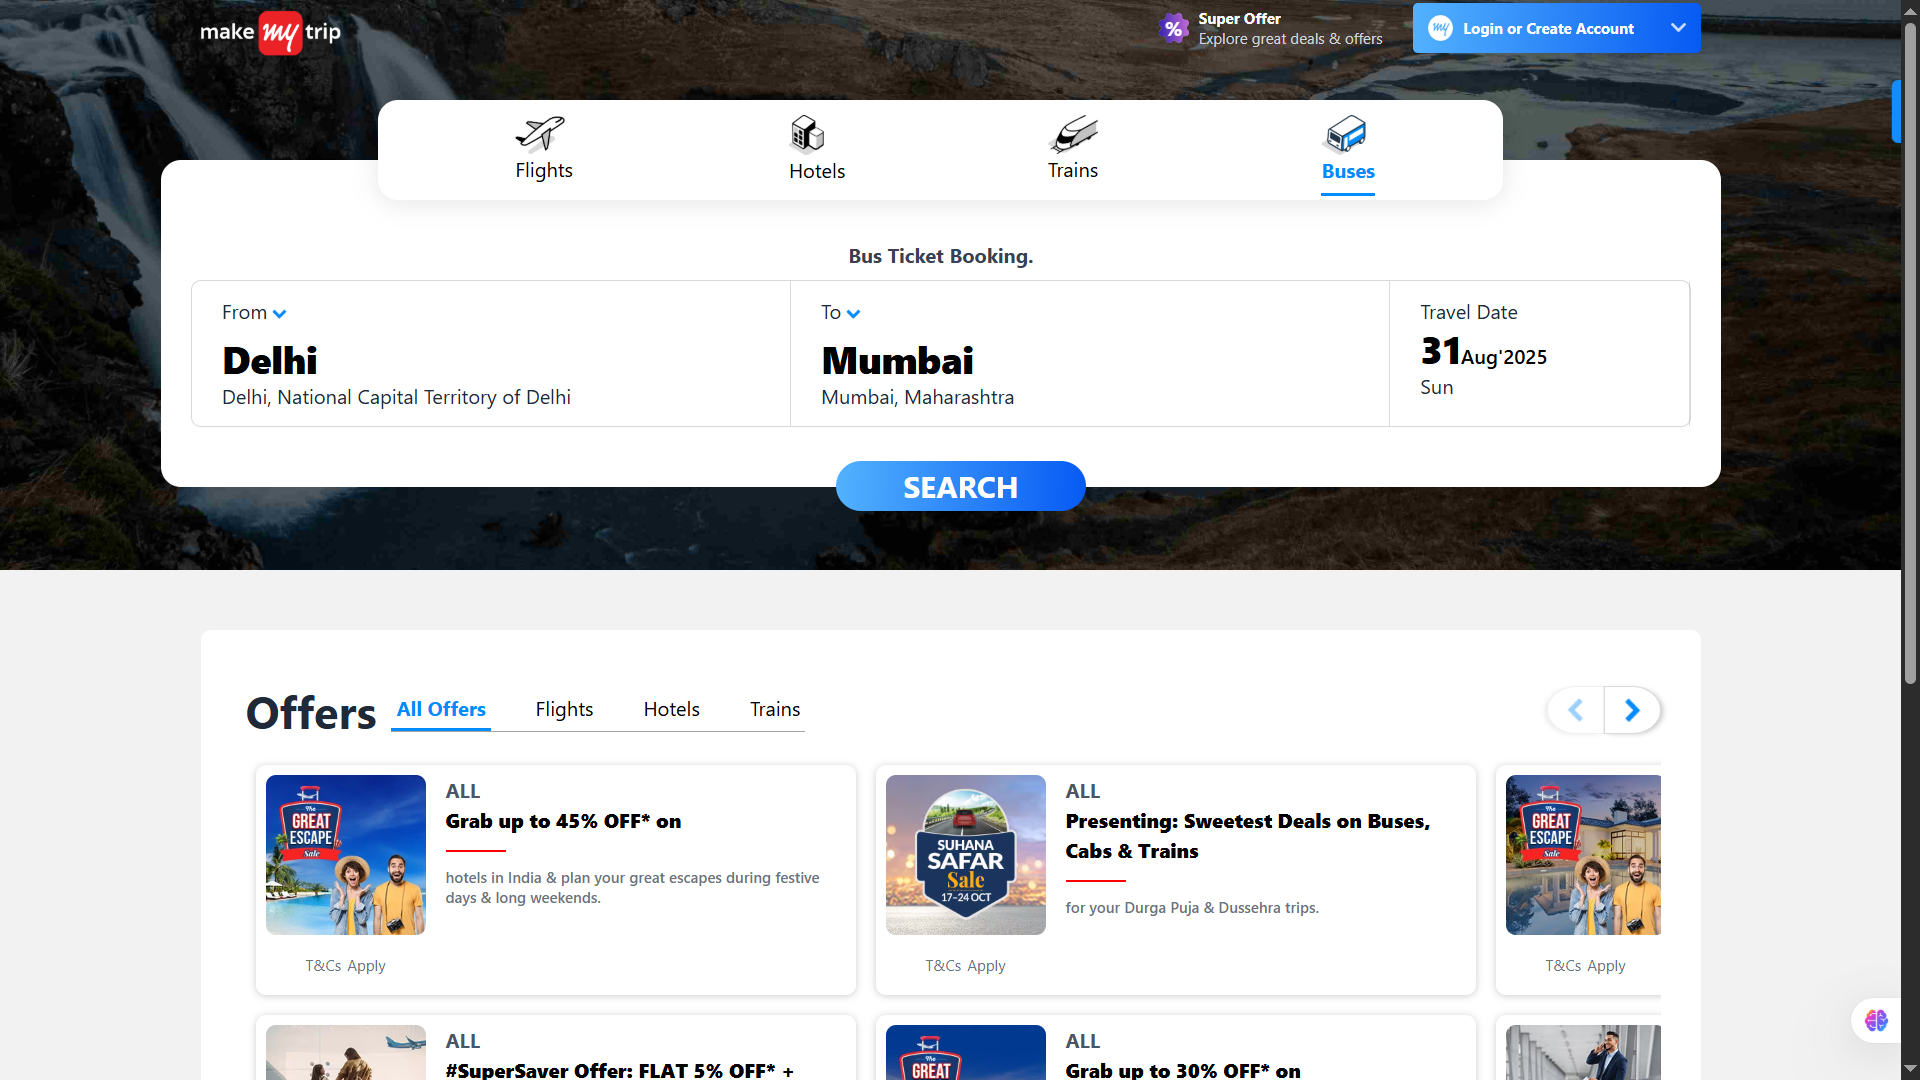 make my trip
Super Offer
Explore great deals & offers
my Login or Create Account
Flights
Hotels
Trains
Buses
Bus Ticket Booking.
From
Delhi
Delhi, National Capital Territory of Delhi
To
Mumbai
Mumbai, Maharashtra
Travel Date
31Aug'2025
Sun
SEARCH
Offers
All Offers
Flights
Hotels
Trains
The
GREAT
ESCAPE
Sale
ALL
Grab up to 45% OFF* on
hotels in India & plan your great escapes during festive
days & long weekends.
T&Cs Apply
SUHANA
SAFAR
Sale
17-24 OCT
ALL
Presenting: Sweetest Deals on Buses,
Cabs & Trains
for your Durga Puja & Dussehra trips.
T&Cs Apply
The
GREAT
ESCAPE
Sale
T&Cs Apply
ALL
#SuperSaver Offer: FLAT 5% OFF* +
The
GREAT
ALL
Grab up to 30% OFF* on